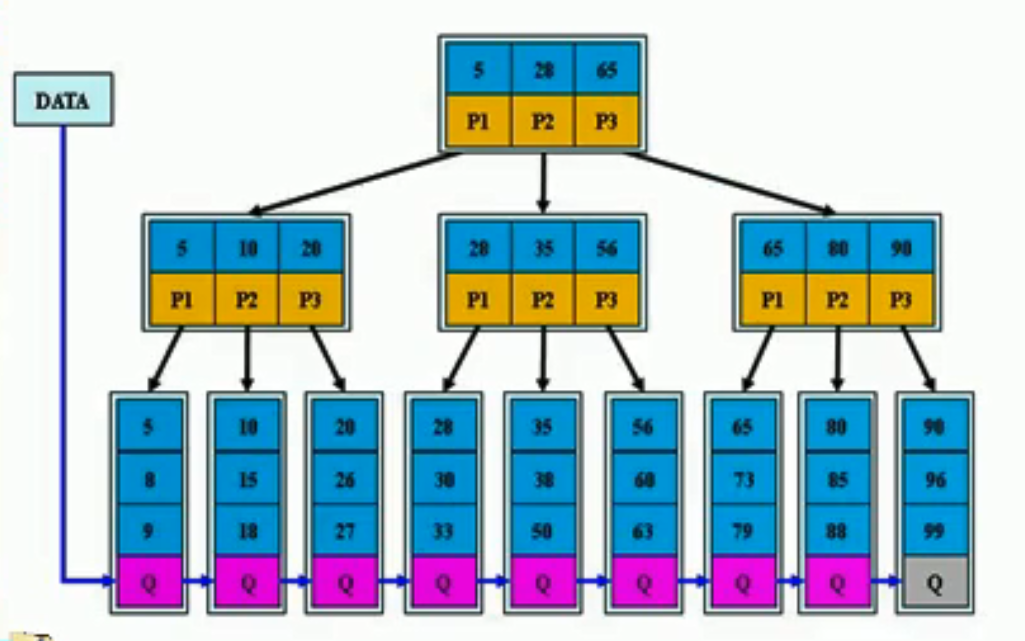 5 28 65
DATA
P1 P2 P3
5 10 20 28 35 56 65 80 90
P1 P2 P3 P1 P2 P3 P1 P2 P3
5 10 20 28 35 56 65 80 90
8 15 26 30 38 60 73 85 96
9 18 27 33 50 63 79 88 99
Q Q Q Q Q Q Q Q Q